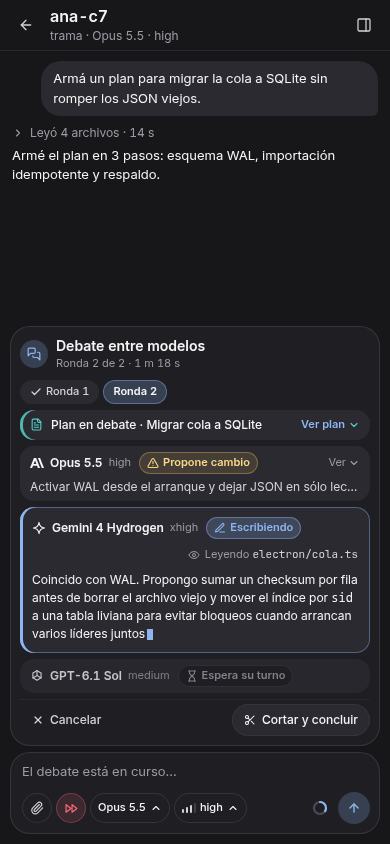 ana-c7
trama · Opus 5.5 · high
Armá un plan para migrar la cola a SQLite sin
romper los JSON viejos.
Leyó 4 archivos · 14 s
Armé el plan en 3 pasos: esquema WAL, importación
idempotente y respaldo.
Debate entre modelos
Ronda 2 de 2 · 1 m 18 s
Ronda 1
Ronda 2
Plan en debate · Migrar cola a SQLite
Ver plan
Opus 5.5 high
Propone cambio
Ver
Activar WAL desde el arranque y dejar JSON en sólo lec...
Gemini 4 Hydrogen xhigh
Escribiendo
Leyendo electron/cola.ts
Coincido con WAL. Propongo sumar un checksum por fila
antes de borrar el archivo viejo y mover el índice por sid
a una tabla liviana para evitar bloqueos cuando arrancan
varios líderes juntos
GPT-6.1 Sol medium
Espera su turno
Cancelar
Cortar y concluir
El debate está en curso...
Opus 5.5
high